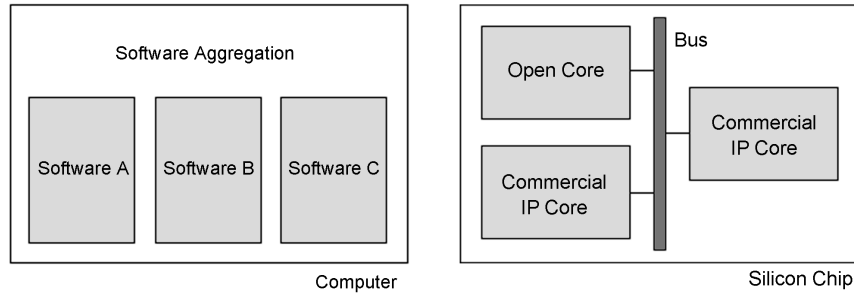 Software Aggregation
Software A
Software B
Software C
Computer
Bus
Open Core
Commercial
IP Core
Commercial
IP Core
Silicon Chip